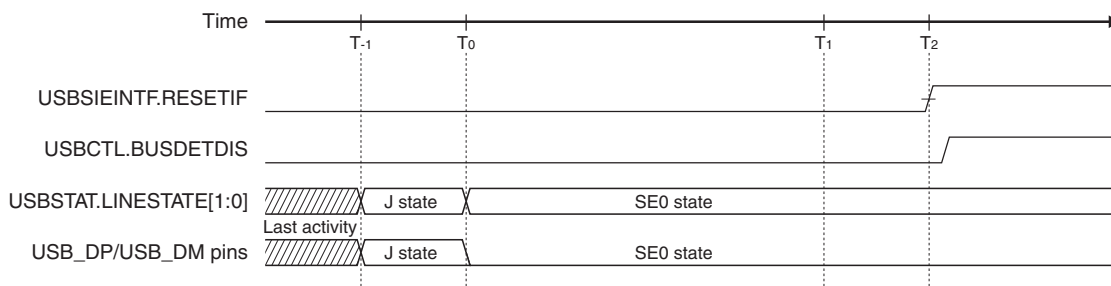 Time
T-1 T0 T1 T2
USBSIEINTF.RESETIF
USBCTL.BUSDETDIS
USBSTAT.LINESTATE[1:0] J state SE0 state
Last activity
USB_DP/USB_DM pins J state SE0 state